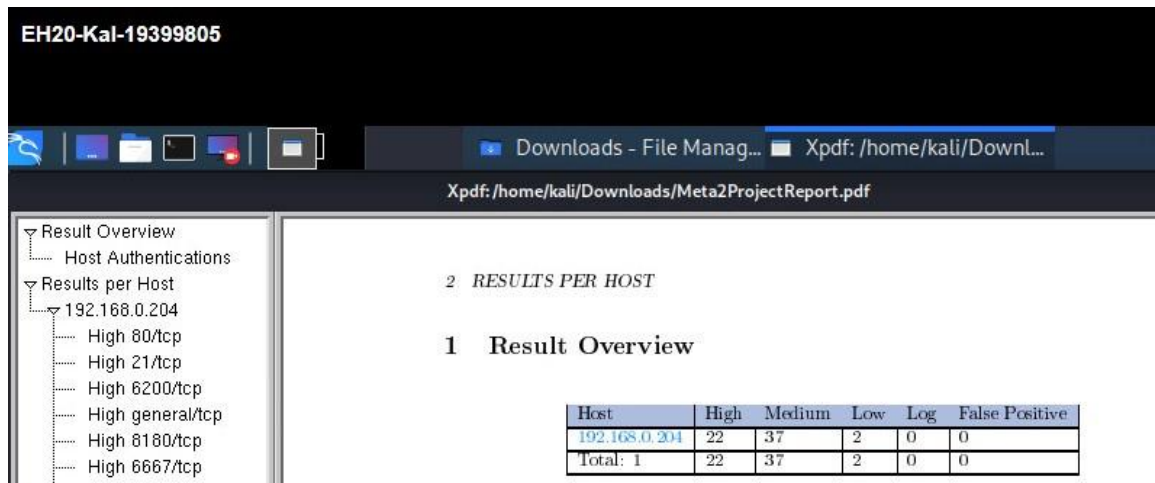 EH20-Kal-19399805
Downloads - File Manag... Xpdf: /home/kali/Downl...
Xpdf: /home/kali/Downloads/Meta2ProjectReport.pdf
Result Overview
Host Authentications
Results per Host
192.168.0.204
High 80/tcp
High 21/tcp
High 6200/tcp
High general/tcp
High 8180/tcp
High 6667/tcp
2 RESULTS PER HOST
1 Result Overview
Host High Medium Low Log False Positive
192.168.0.204 22 37 2 0 0
Total: 1 22 37 2 0 0